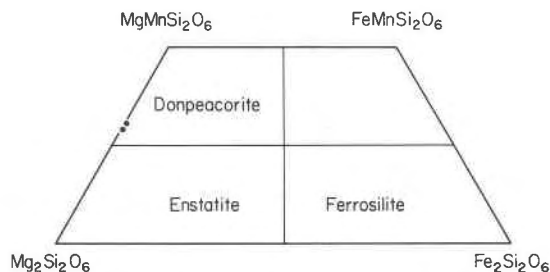 MgMnSi₂O₆ FeMnSi₂O₆
Donpeacorite
Enstatite Ferrosilite
Mg₂Si₂O₆ Fe₂Si₂O₆